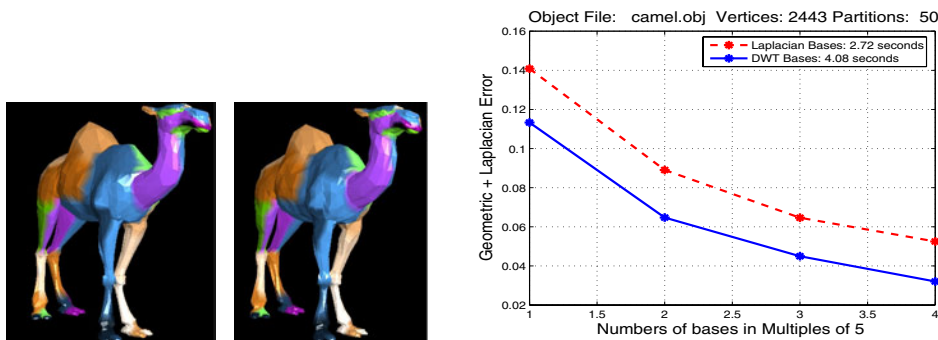 Object File: camel.obj Vertices: 2443 Partitions: 50
0.16
0.14
0.12
0.1
0.08
0.06
0.04
0.02
Geometric + Laplacian Error
Laplacian Bases: 2.72 seconds
DWT Bases: 4.08 seconds
1 1.5 2 2.5 3 3.5 4
Numbers of bases in Multiples of 5